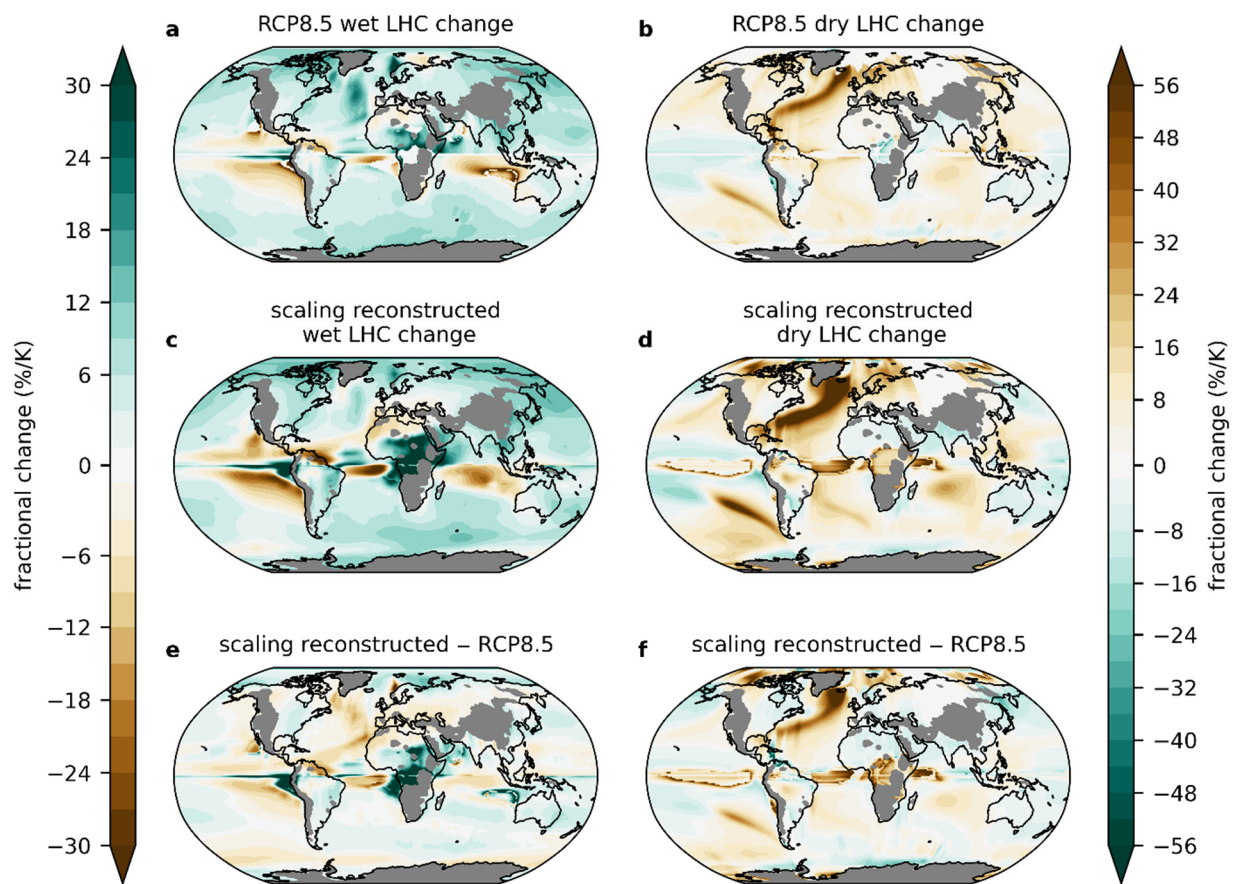 a RCP8.5 wet LHC change
b RCP8.5 dry LHC change
30
24
18
12
6
0
−6
−12
−18
−24
−30
fractional change (%/K)
56
48
40
32
24
16
8
0
−8
−16
−24
−32
−40
−48
−56
fractional change (%/K)
scaling reconstructed
c wet LHC change
scaling reconstructed
d dry LHC change
e scaling reconstructed − RCP8.5
f scaling reconstructed − RCP8.5